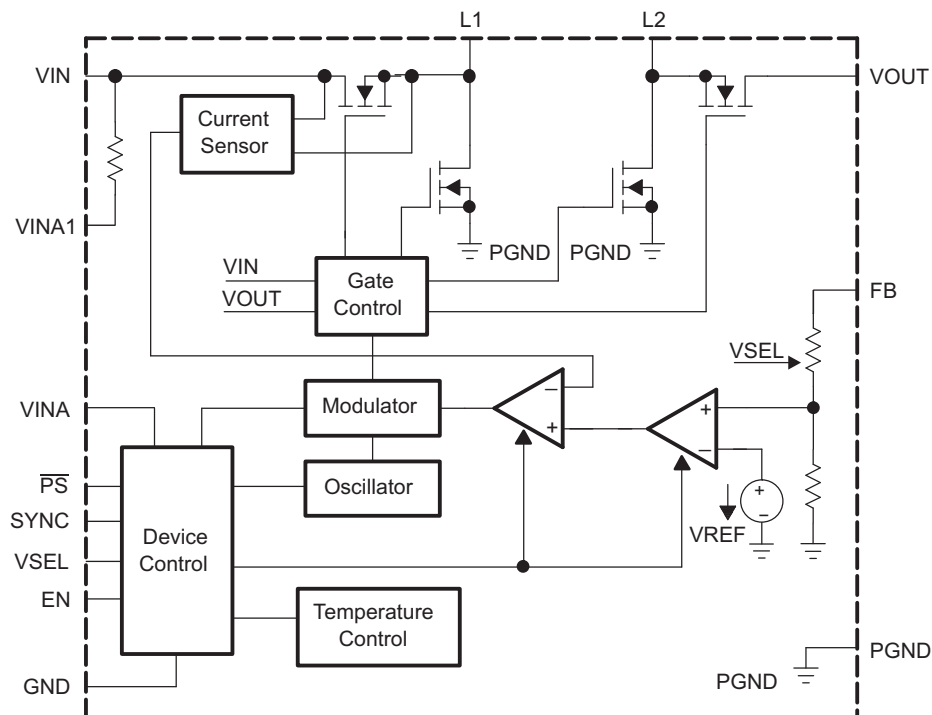 L1
L2
VIN
VOUT
Current
Sensor
VINA1
PGND
PGND
VIN
VOUT
Gate
Control
FB
VSEL
VINA
Modulator
−
+
+
−
PS
SYNC
VSEL
EN
Device
Control
Oscillator
+
−
VREF
Temperature
Control
GND
PGND
PGND